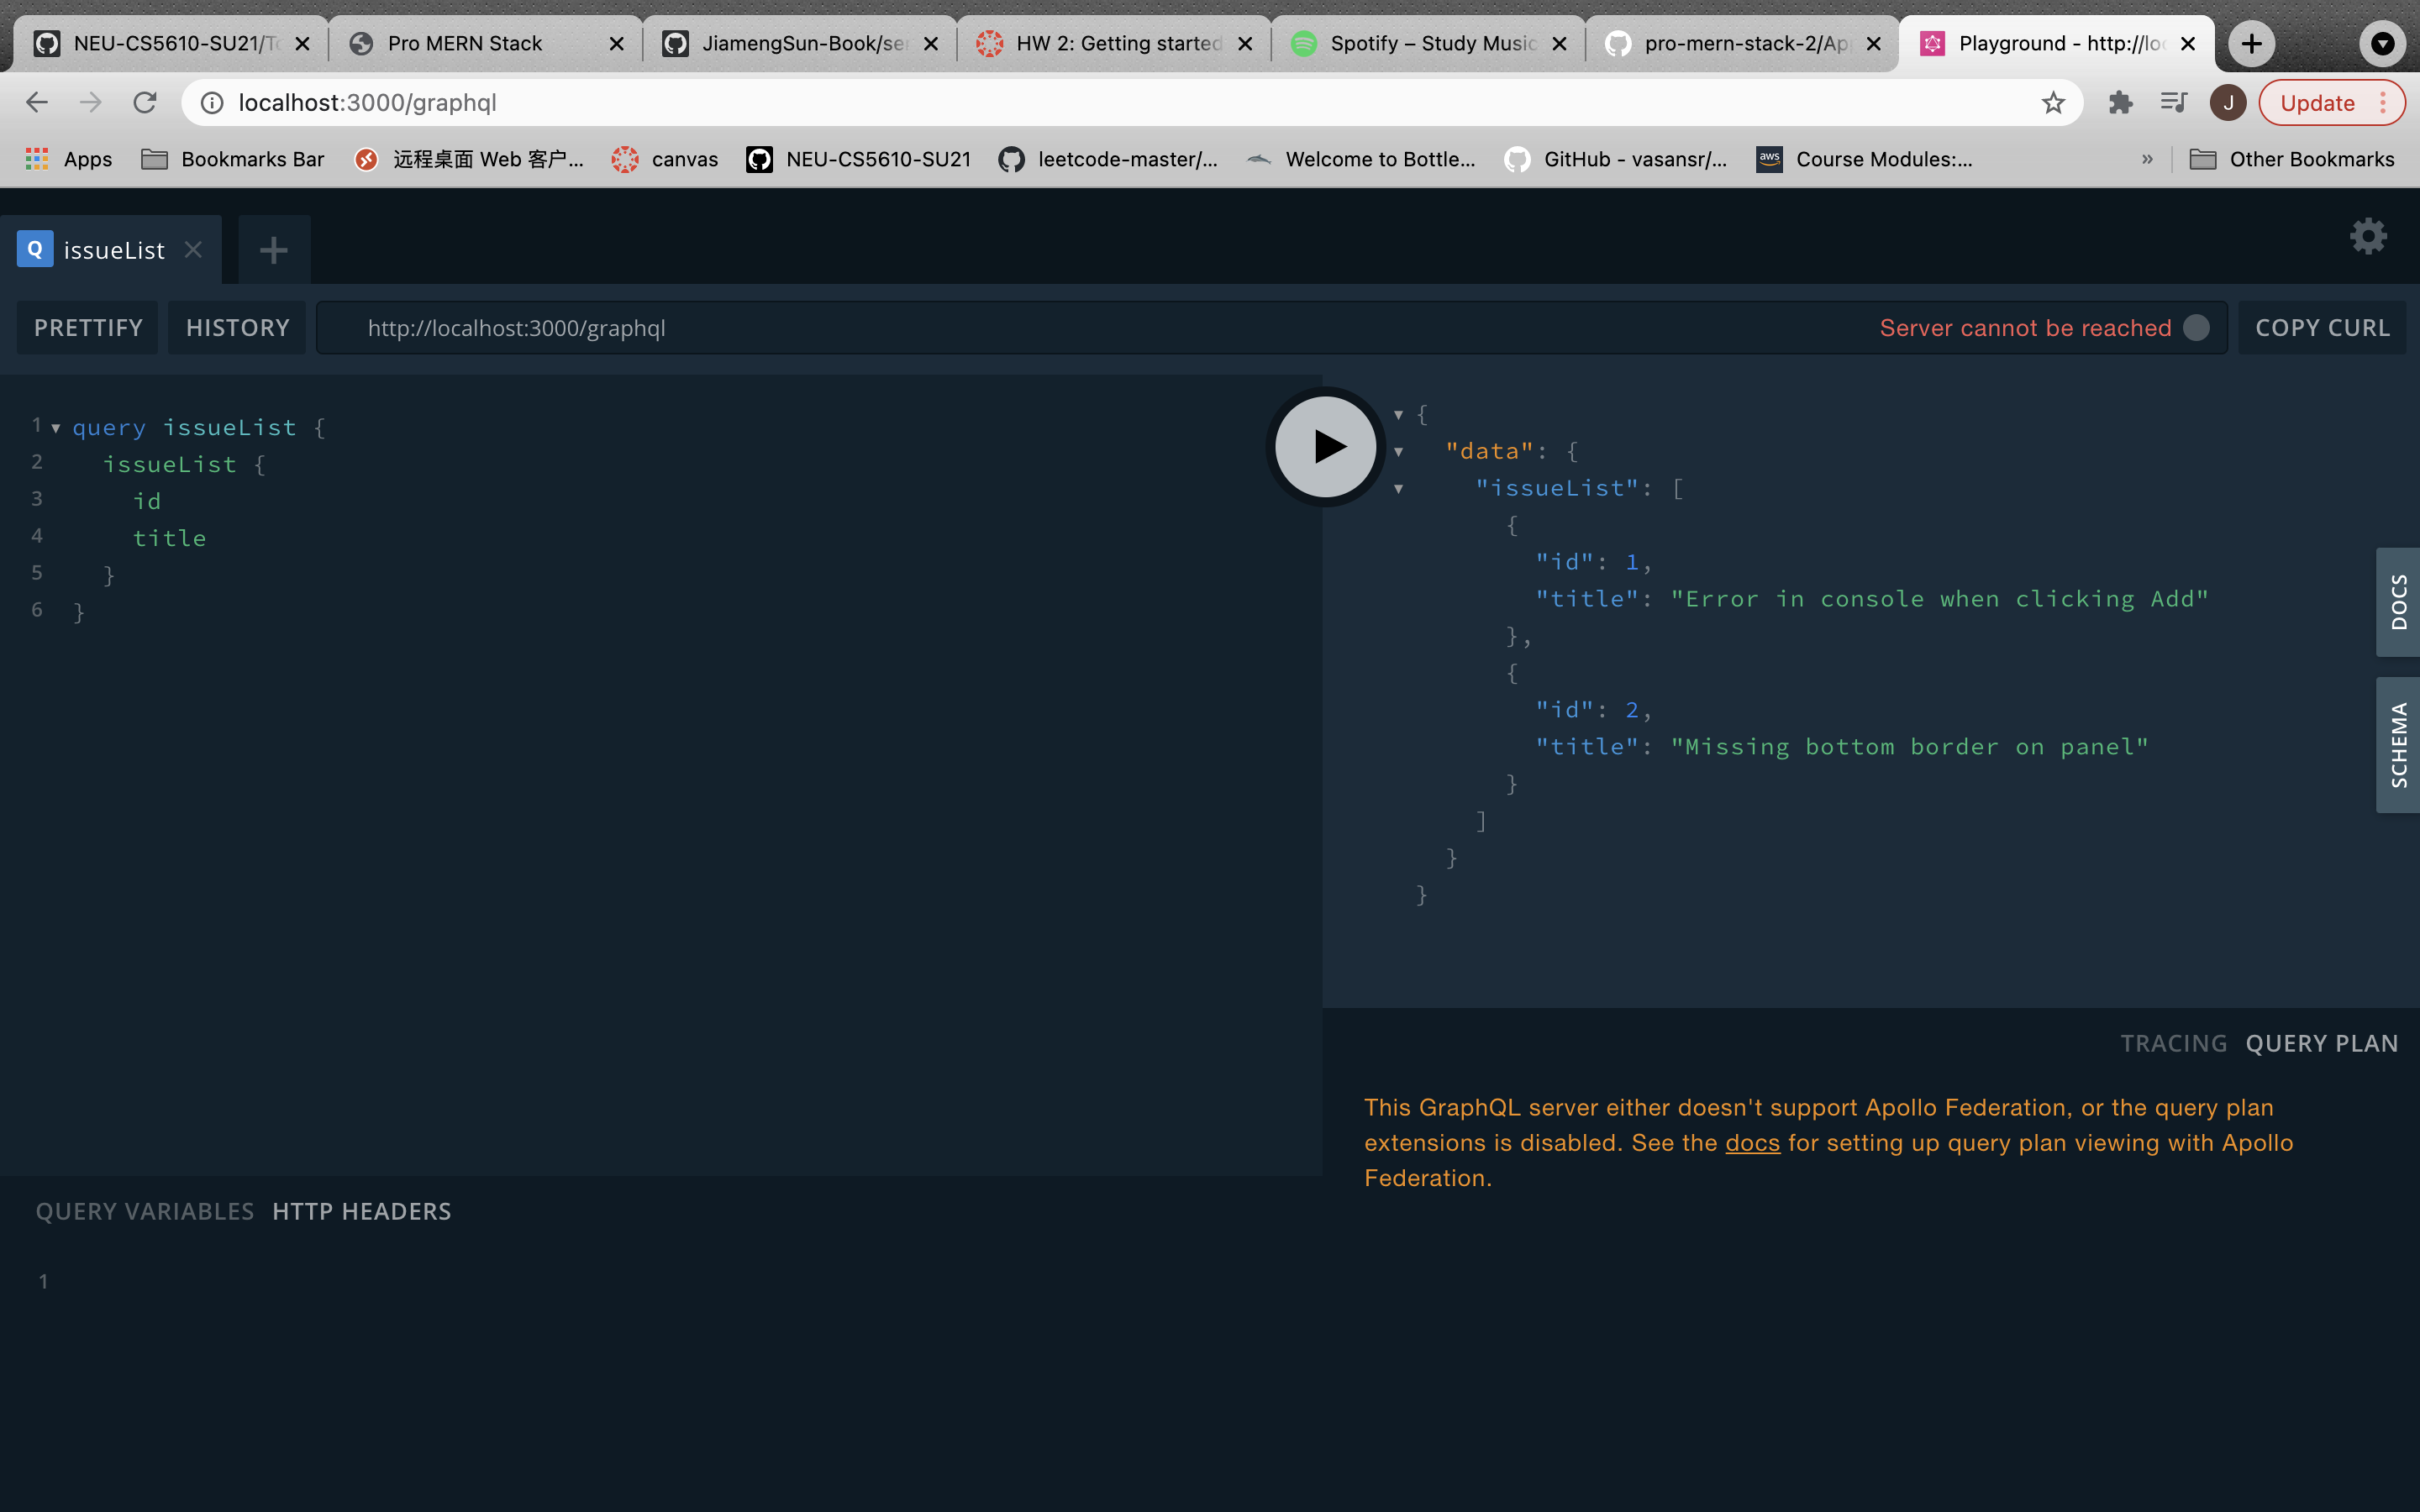 NEU-CS5610-SU21/T
Pro MERN Stack
JiamengSun-Book/ser
HW 2: Getting started
Spotify – Study Music
pro-mern-stack-2/Ap
Playground - http://loc
localhost:3000/graphql
J
Update
Apps
Bookmarks Bar
远程桌面 Web 客户...
canvas
NEU-CS5610-SU21
leetcode-master/...
Welcome to Bottle...
GitHub - vasansr/...
aws
Course Modules:...
»
Other Bookmarks
Q issueList
PRETTIFY
HISTORY
http://localhost:3000/graphql
Server cannot be reached
COPY CURL
1 query issueList {
2 issueList {
3 id
4 title
5 }
6 }
{
"data": {
"issueList": [
{
"id": 1,
"title": "Error in console when clicking Add"
},
{
"id": 2,
"title": "Missing bottom border on panel"
}
]
}
}
DOCS
SCHEMA
TRACING QUERY PLAN
This GraphQL server either doesn't support Apollo Federation, or the query plan
extensions is disabled. See the docs for setting up query plan viewing with Apollo
Federation.
QUERY VARIABLES HTTP HEADERS
1